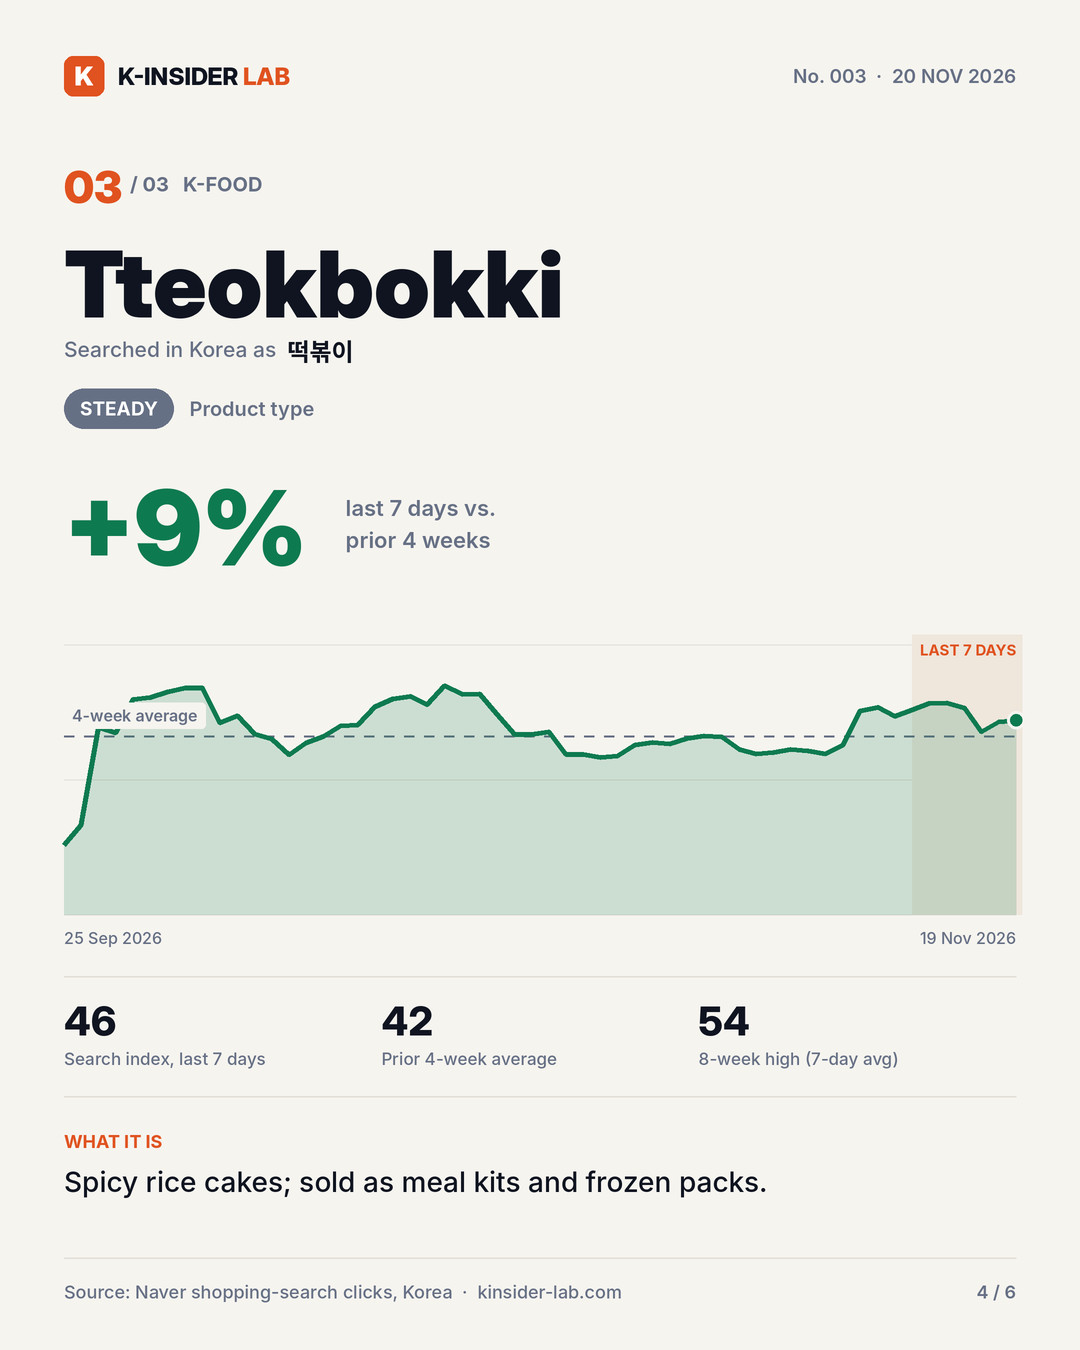 K K-INSIDER LAB
No. 003 · 20 NOV 2026
03 / 03 K-FOOD
Tteokbokki
Searched in Korea as 떡볶이
STEADY Product type
+9%
last 7 days vs.
prior 4 weeks
LAST 7 DAYS
4-week average
25 Sep 2026
19 Nov 2026
46
Search index, last 7 days
42
Prior 4-week average
54
8-week high (7-day avg)
WHAT IT IS
Spicy rice cakes; sold as meal kits and frozen packs.
Source: Naver shopping-search clicks, Korea · kinsider-lab.com
4 / 6